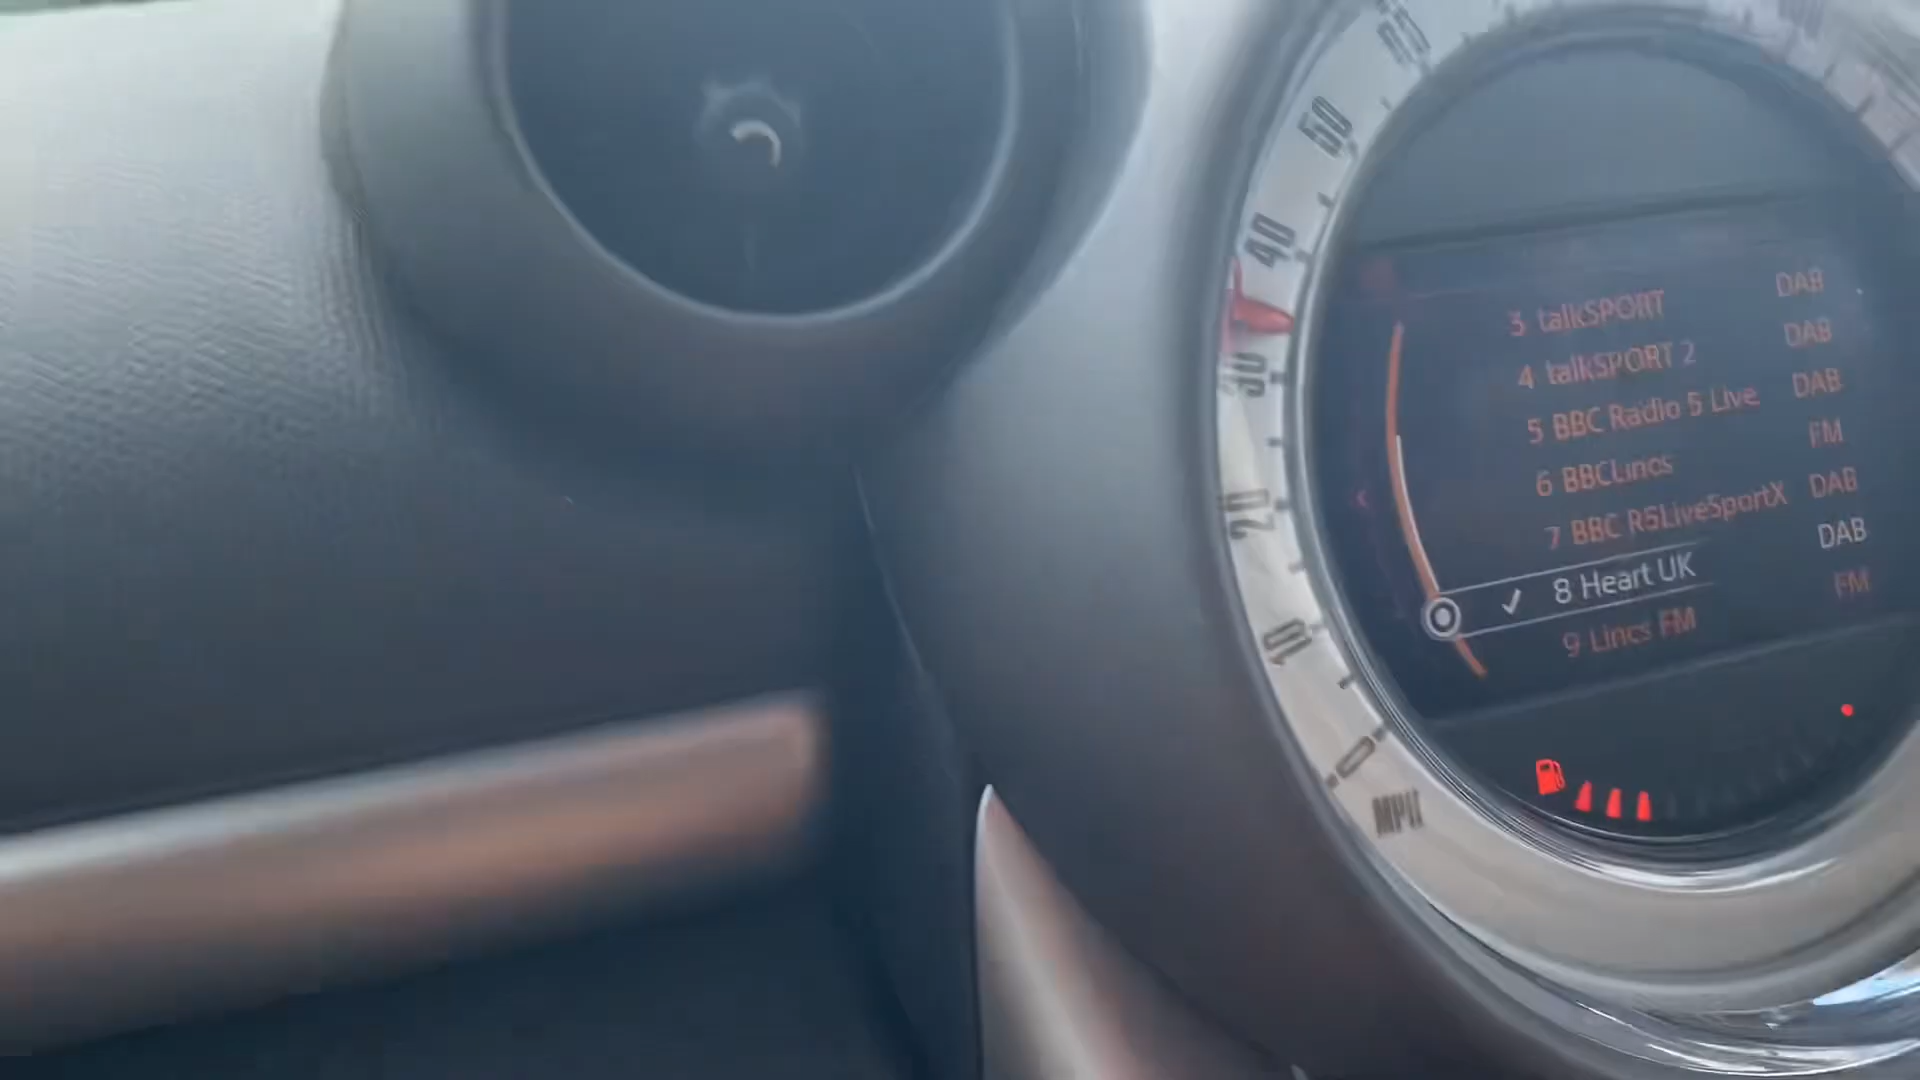 50
40
30
20
10
0
MPH
3 talkSPORT DAB
4 talkSPORT 2 DAB
5 BBC Radio 5 Live DAB
6 BBCLincs FM
7 BBC R5LiveSportX DAB
✓ 8 Heart UK DAB
9 Lincs FM FM